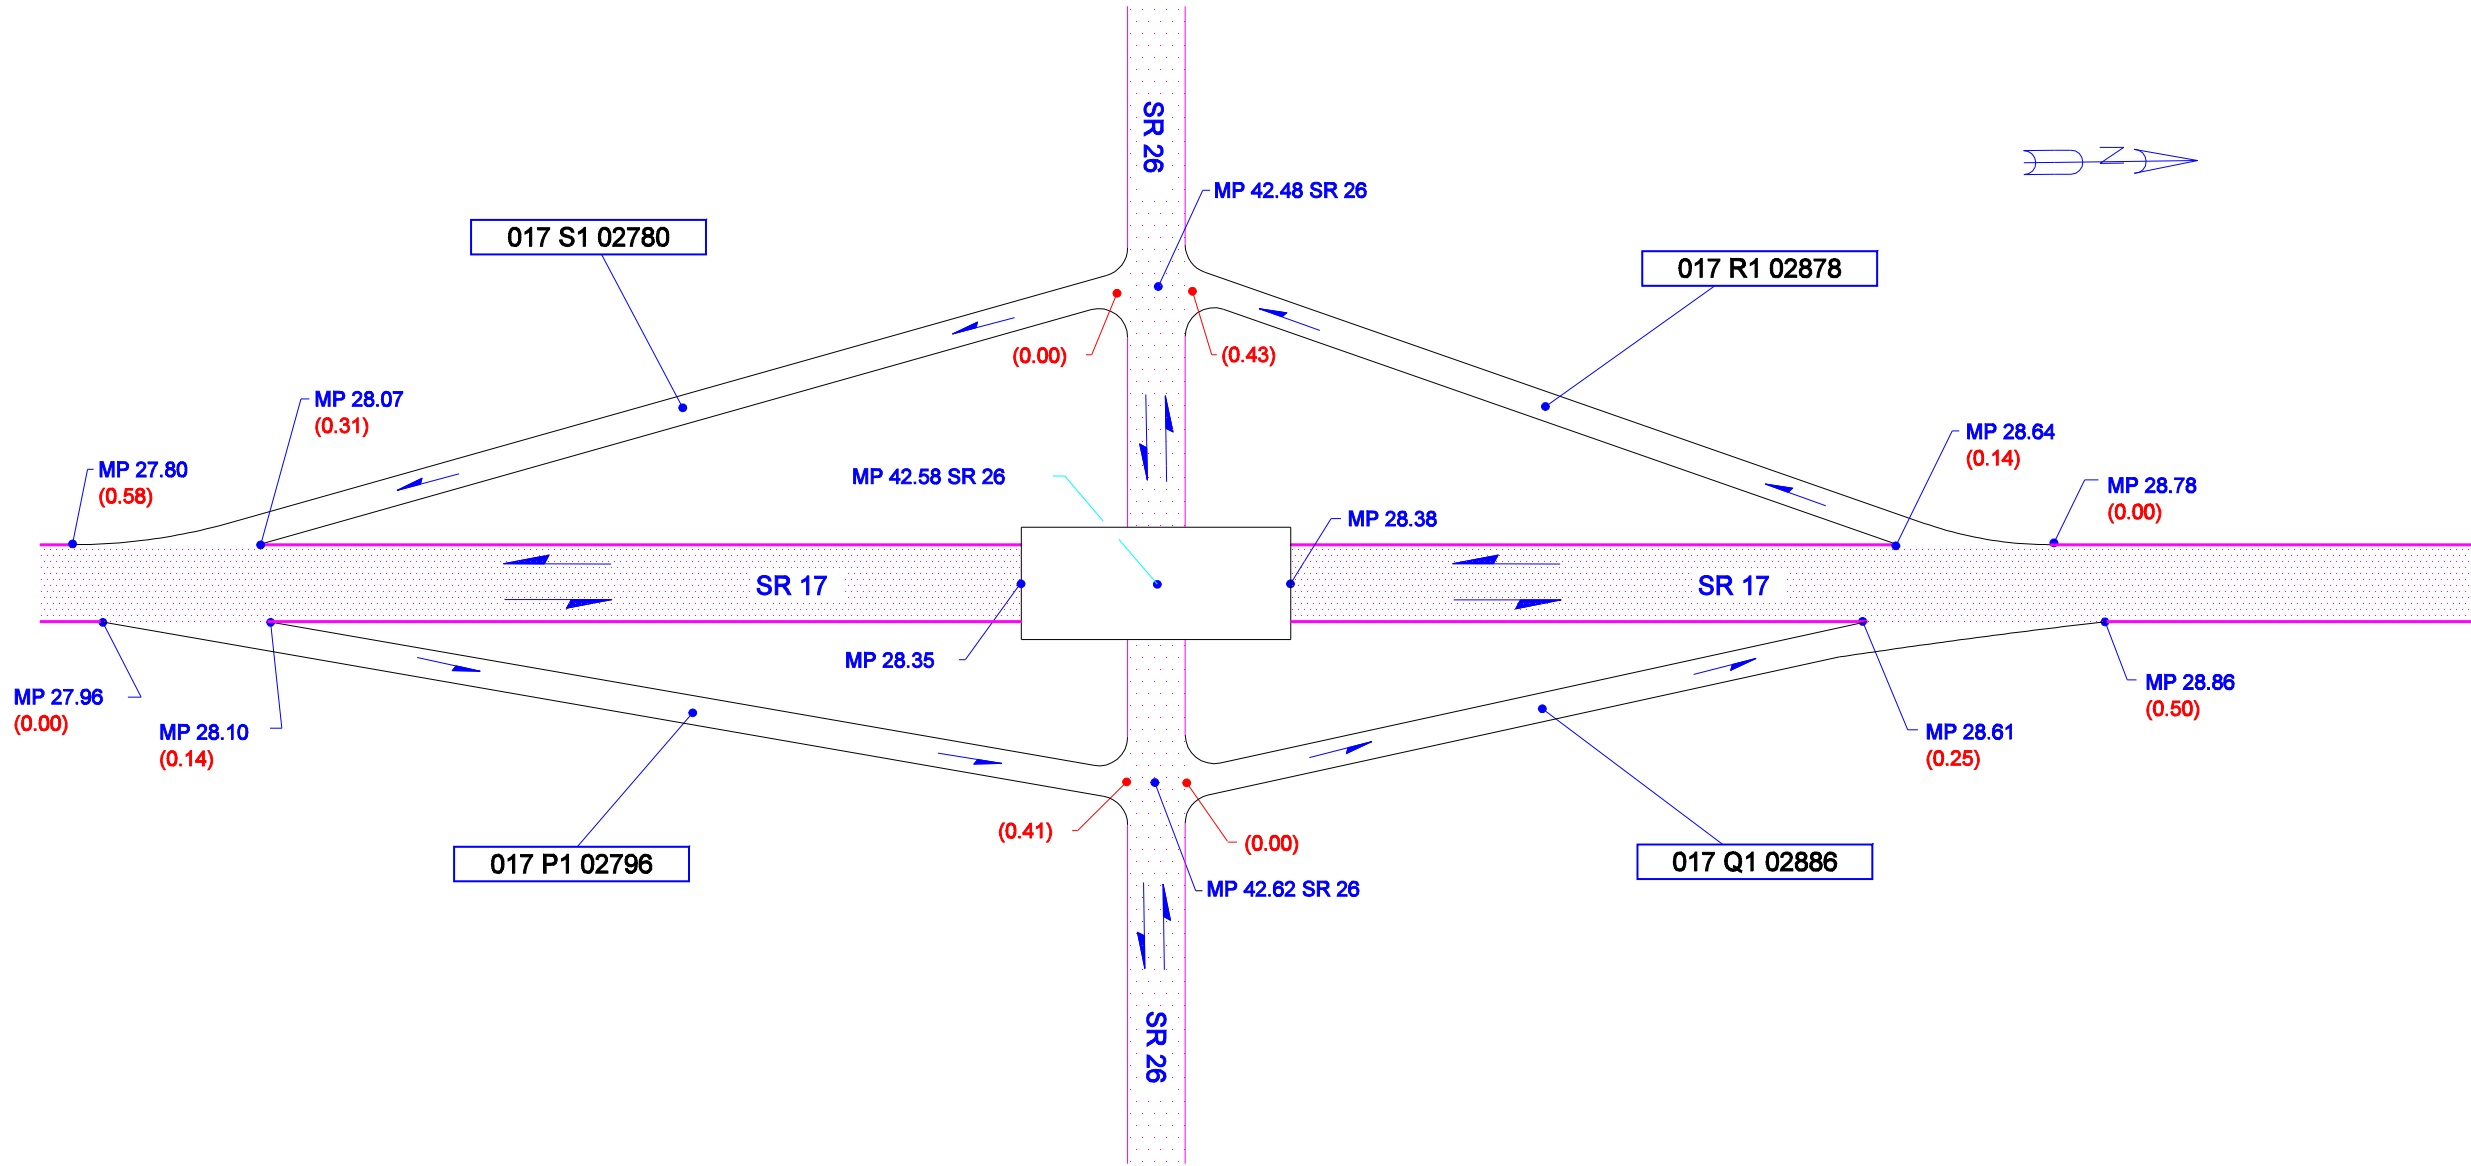 SR 26
N
MP 42.48 SR 26
017 S1 02780
017 R1 02878
(0.00)
(0.43)
MP 28.07
(0.31)
MP 28.64
(0.14)
MP 27.80
(0.58)
MP 42.58 SR 26
MP 28.78
(0.00)
MP 28.38
SR 17
SR 17
MP 28.35
MP 27.96
(0.00)
MP 28.10
(0.14)
MP 28.86
(0.50)
MP 28.61
(0.25)
(0.41)
(0.00)
017 P1 02796
017 Q1 02886
MP 42.62 SR 26
SR 26